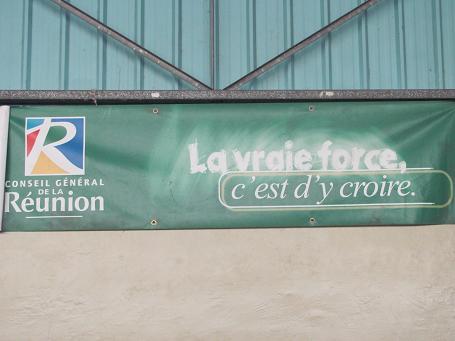 R
CONSEIL GÉNÉRAL
DE LA
Réunion
La vraie force,
c'est d'y croire.